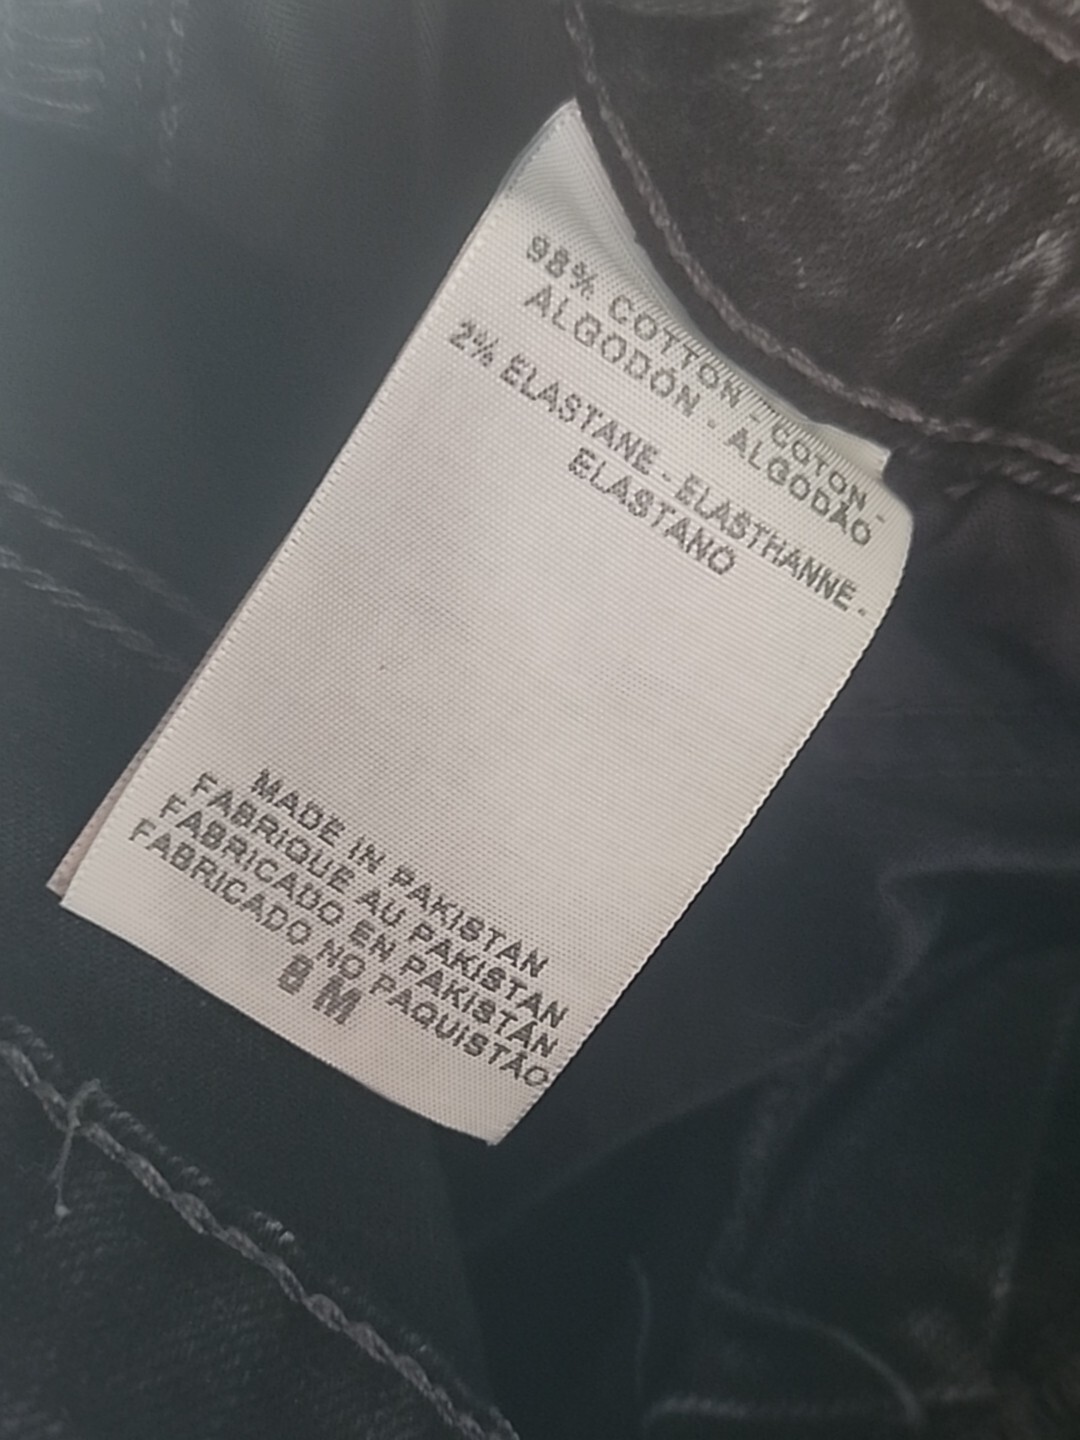 98% COTTON - COTON -
ALGODÓN - ALGODÃO
2% ELASTANE - ELASTHANNE -
ELASTANO
MADE IN PAKISTAN
FABRIQUE AU PAKISTAN
FABRICADO EN PAKISTÁN
FABRICADO NO PAQUISTÃO
8 M